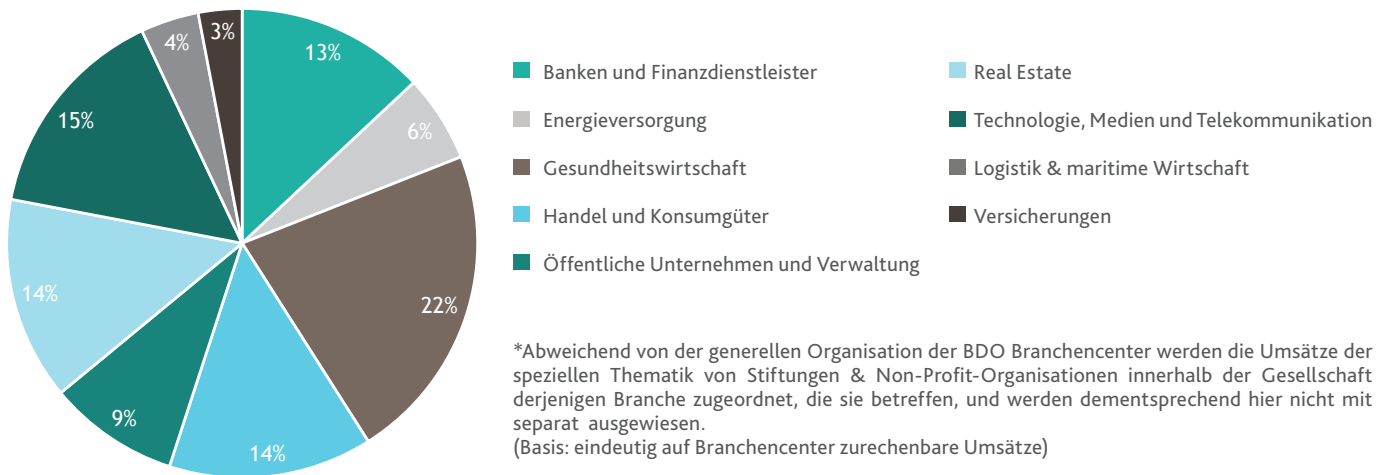 3%
4%
13%
15%
6%
14%
22%
9%
14%
Banken und Finanzdienstleister
Energieversorgung
Gesundheitswirtschaft
Handel und Konsumgüter
Öffentliche Unternehmen und Verwaltung
Real Estate
Technologie, Medien und Telekommunikation
Logistik & maritime Wirtschaft
Versicherungen
*Abweichend von der generellen Organisation der BDO Branchencenter werden die Umsätze der
speziellen Thematik von Stiftungen & Non-Profit-Organisationen innerhalb der Gesellschaft
derjenigen Branche zugeordnet, die sie betreffen, und werden dementsprechend hier nicht mit
separat ausgewiesen.
(Basis: eindeutig auf Branchencenter zurechenbare Umsätze)